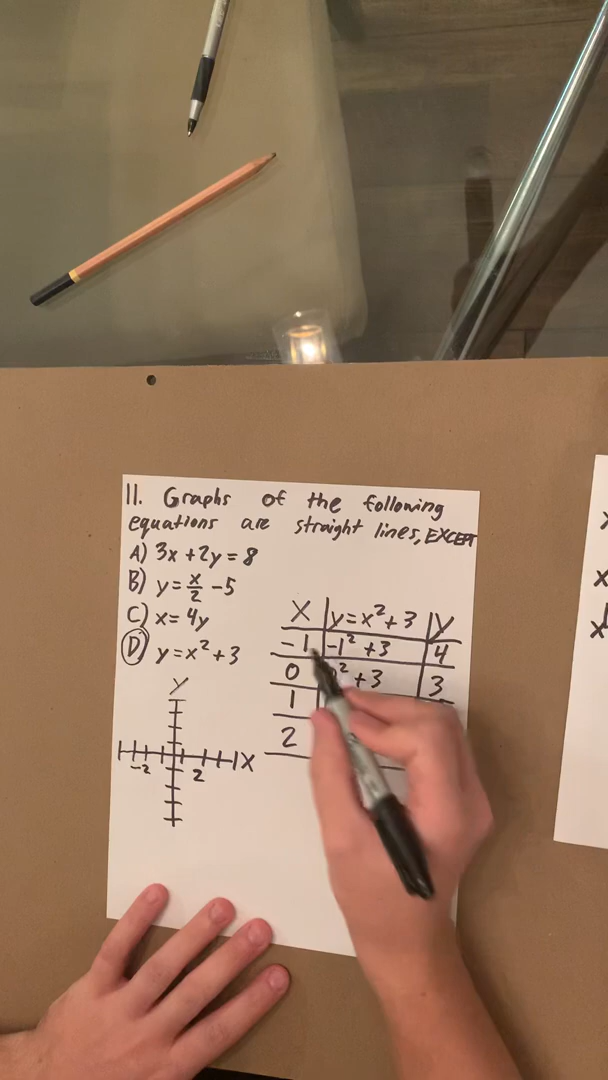 11. Graphs of the following
equations are straight lines, EXCEPT
A) 3x + 2y = 8
B) y = x/2 - 5
C) x = 4y
D) y = x² + 3
X | y = x² + 3 | Y
-1 | -1² + 3 | 4
0 | ² + 3 | 3
1
2
Y
X
-2 2